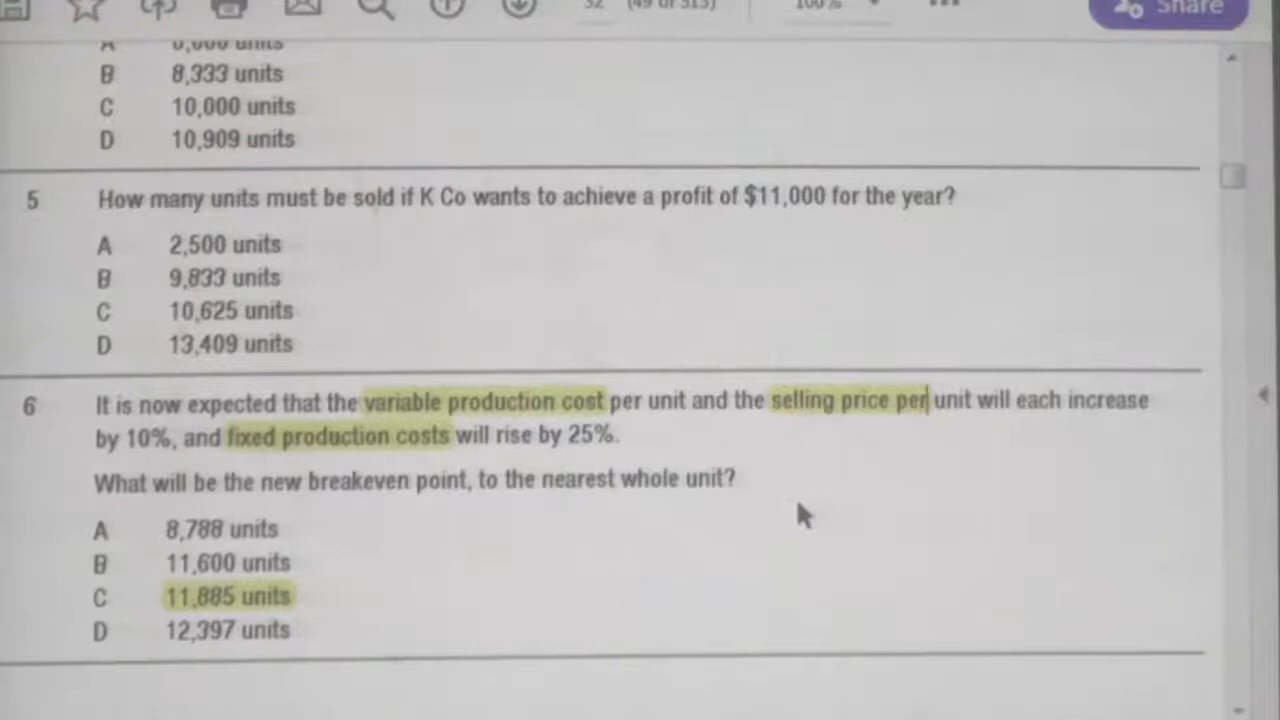 100%
Share
B 8,333 units
C 10,000 units
D 10,909 units
5 How many units must be sold if K Co wants to achieve a profit of $11,000 for the year?
A 2,500 units
B 9,833 units
C 10,625 units
D 13,409 units
6 It is now expected that the variable production cost per unit and the selling price per unit will each increase
by 10%, and fixed production costs will rise by 25%.
What will be the new breakeven point, to the nearest whole unit?
A 8,788 units
B 11,600 units
C 11,885 units
D 12,397 units